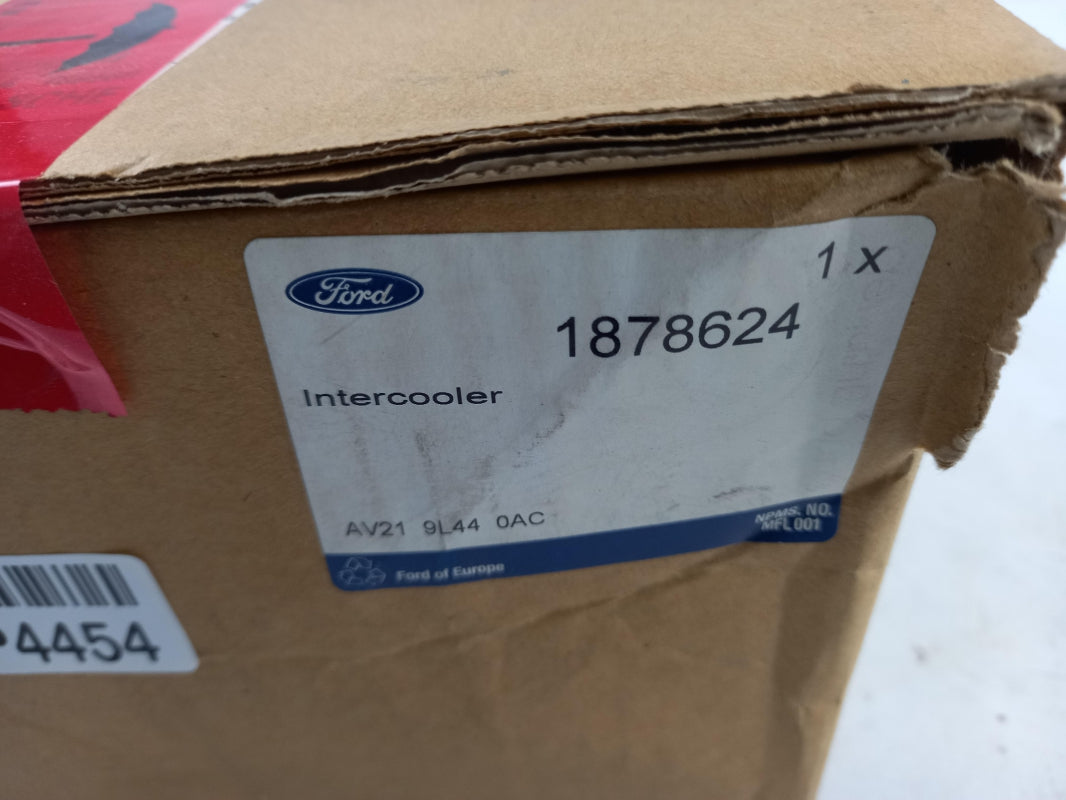 1 x
Ford
1878624
Intercooler
AV21 9L44 0AC
NPMS. NO.
MFL001
Ford of Europe
4454